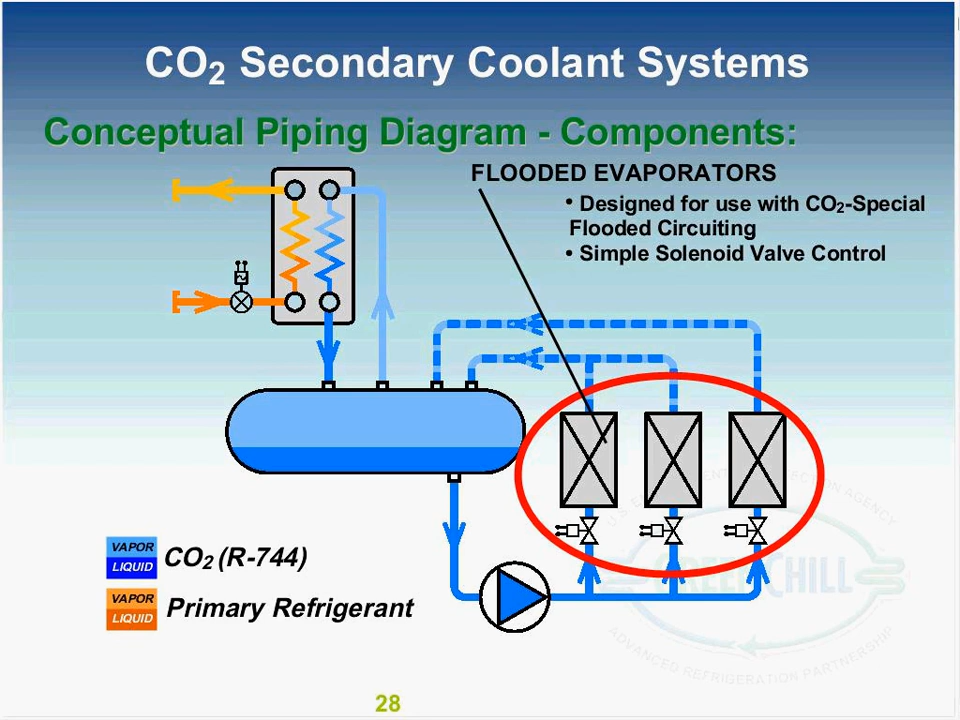 CO₂ Secondary Coolant Systems
Conceptual Piping Diagram - Components:
FLOODED EVAPORATORS
• Designed for use with CO₂-Special
Flooded Circuiting
• Simple Solenoid Valve Control
VAPOR
LIQUID
CO₂ (R-744)
VAPOR
LIQUID
Primary Refrigerant
GREENCHILL
ADVANCED REFRIGERATION PARTNERSHIP
28